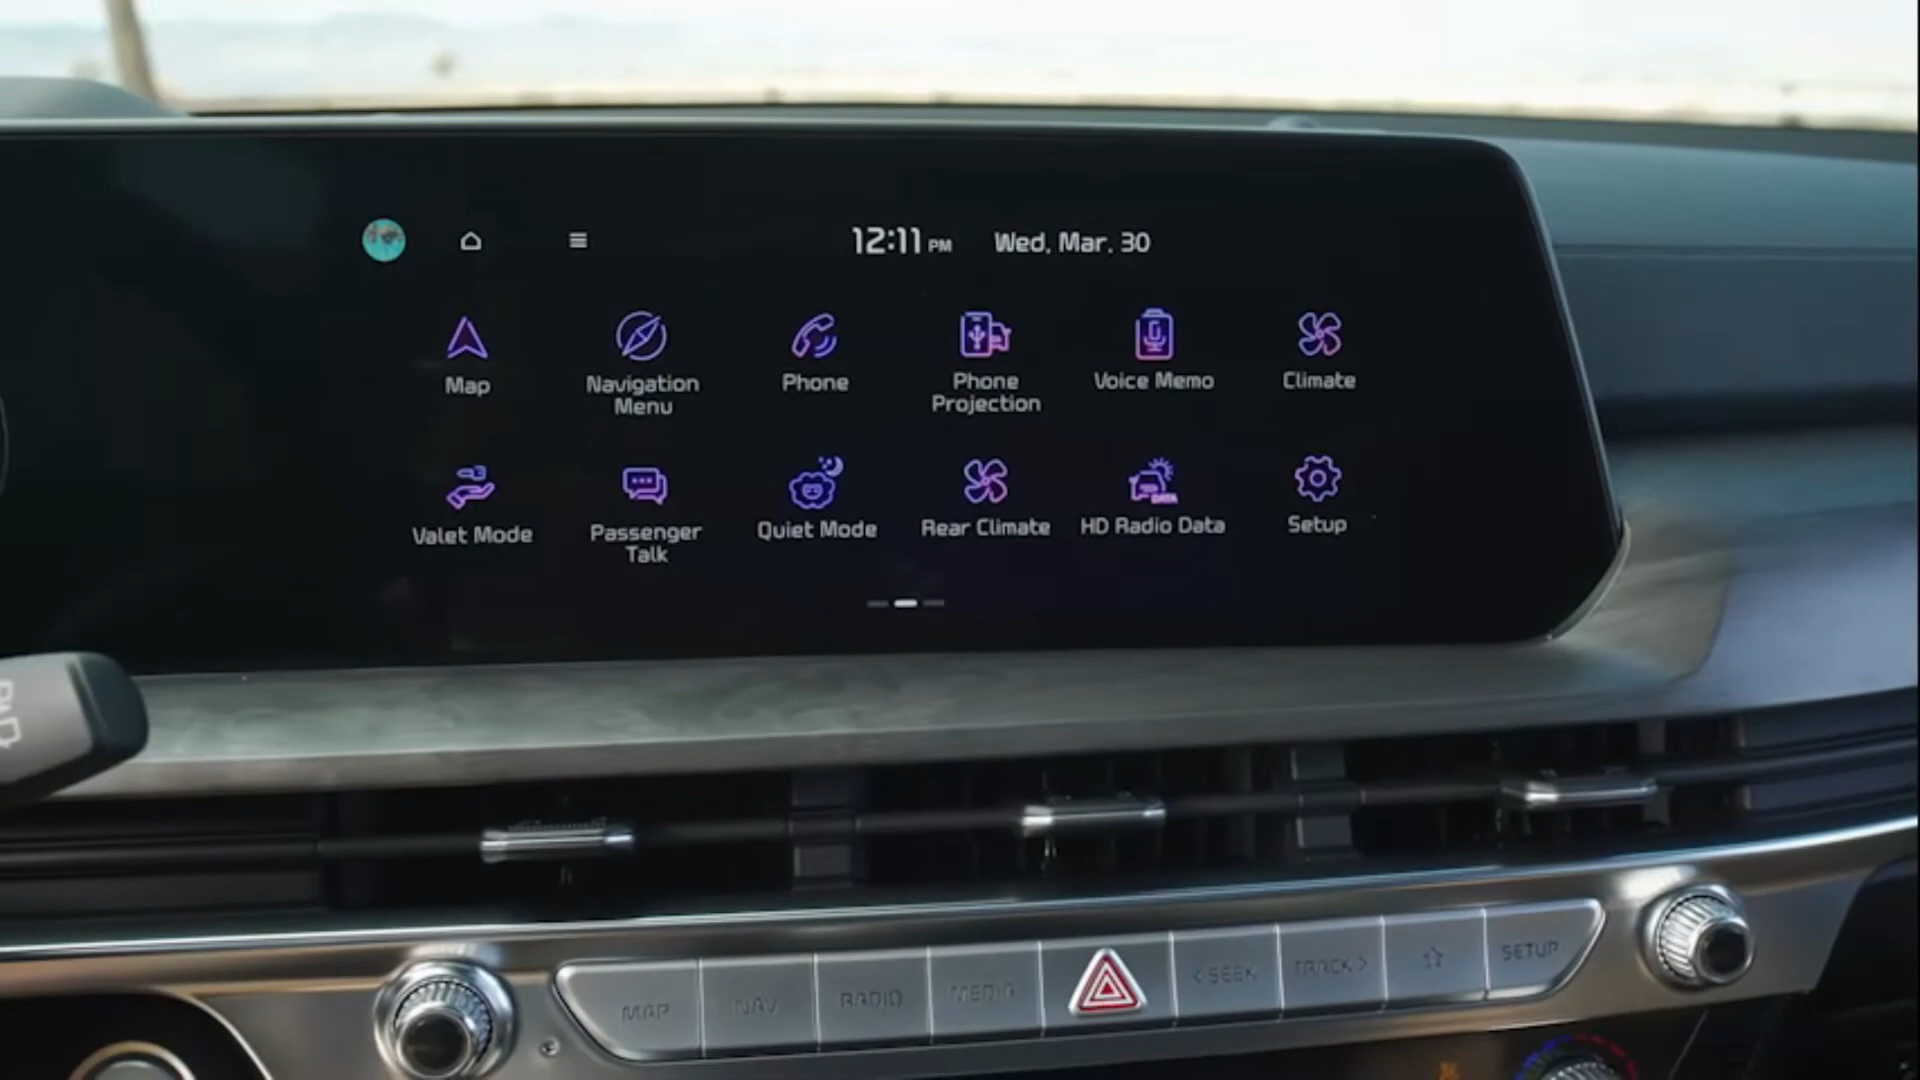 12:11 PM Wed, Mar. 30
Map
Navigation
Menu
Phone
Phone
Projection
Voice Memo
Climate
Valet Mode
Passenger
Talk
Quiet Mode
Rear Climate
HD Radio Data
DATA
Setup
MAP
NAV
RADIO
MEDIA
< SEEK
TRACK >
SETUP